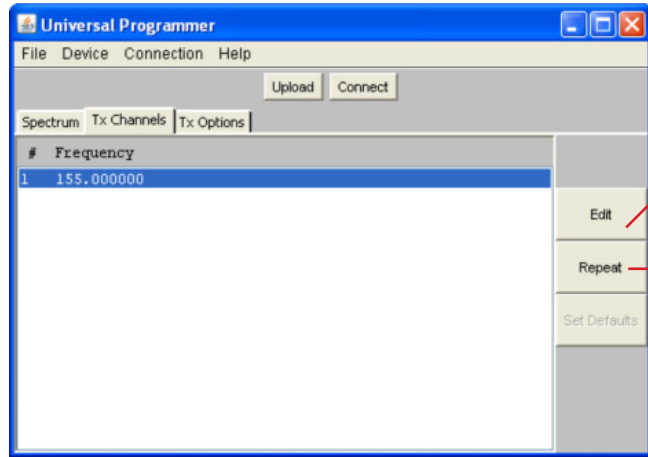 Universal Programmer
File Device Connection Help
Upload Connect
Spectrum Tx Channels Tx Options
# Frequency
1 155.000000
Edit
Repeat
Set Defaults